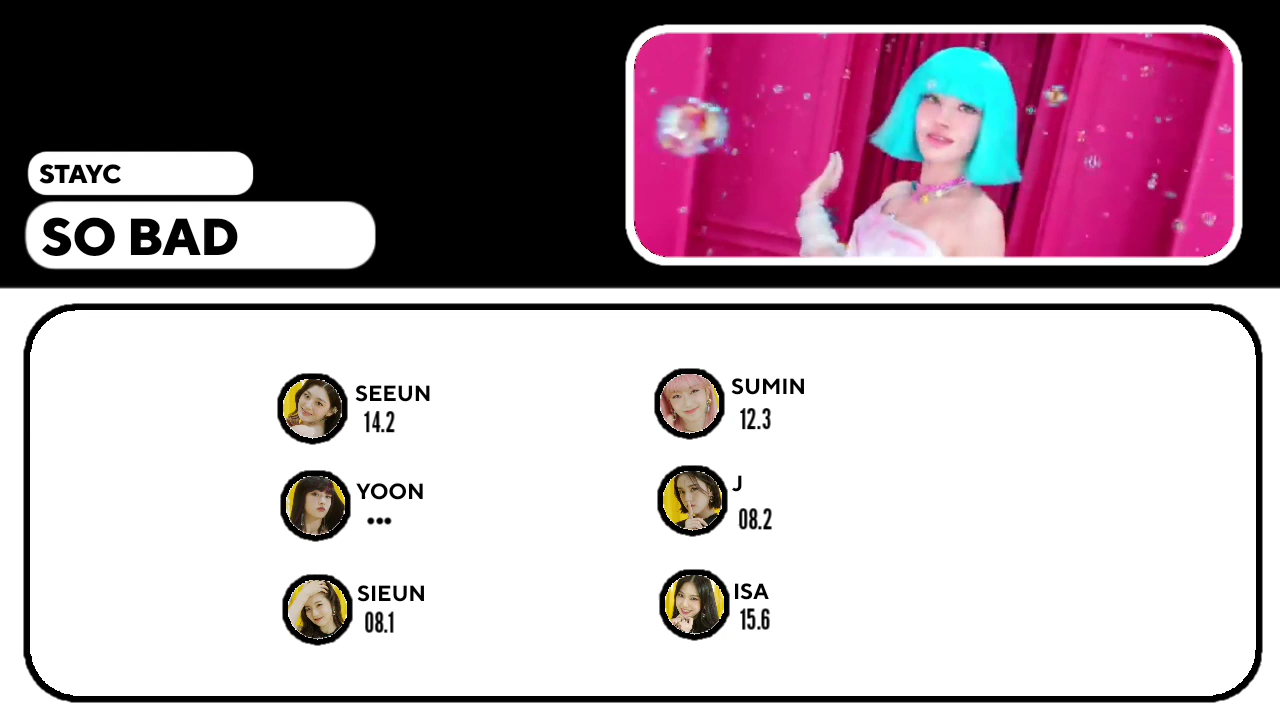 STAYC
SO BAD
SEEUN
14.2
YOON
•••
SIEUN
08.1
SUMIN
12.3
J
08.2
ISA
15.6